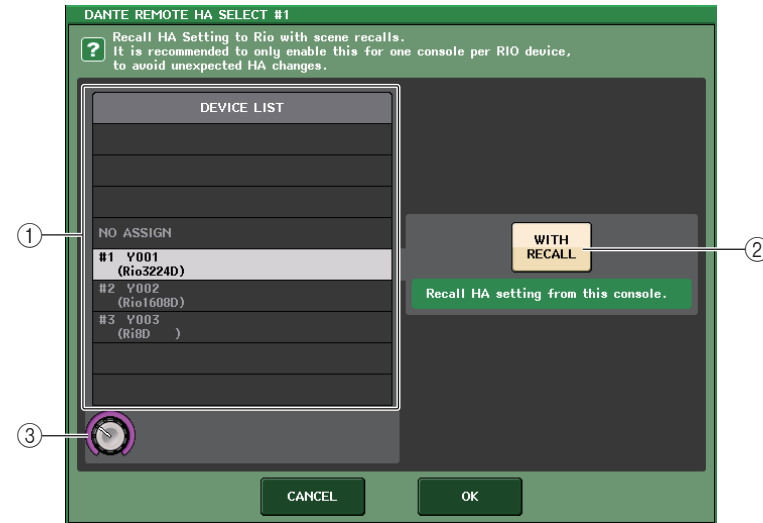 DANTE REMOTE HA SELECT #1
Recall HA Setting to Rio with scene recalls.
It is recommended to only enable this for one console per RIO device,
to avoid unexpected HA changes.
?
DEVICE LIST
NO ASSIGN
#1 Y001
(Rio3224D)
#2 Y002
(Rio1608D)
#3 Y003
(Ri8D )
WITH
RECALL
Recall HA setting from this console.
1
2
3
CANCEL
OK